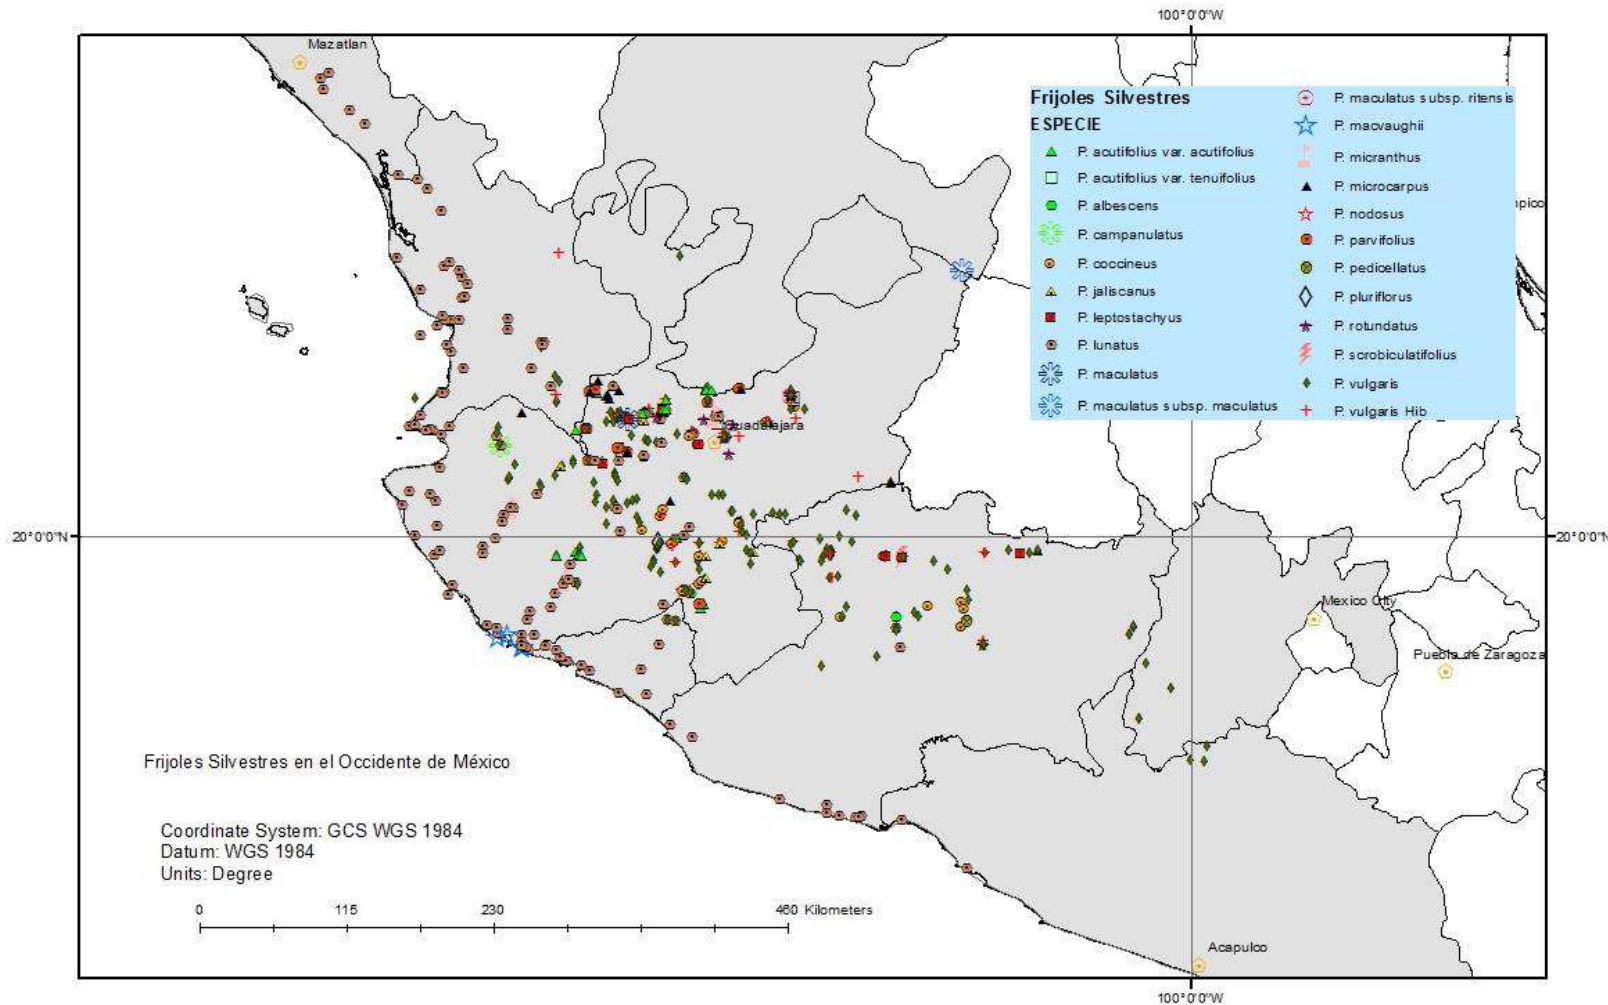 100°0'0"W
Mazatlan
Frijoles Silvestres
ESPECIE
P. acutifolius var. acutifolius
P. acutifolius var. tenuifolius
P. albescens
P. campanulatus
P. coccineus
P. jaliscanus
P. leptostachyus
P. lunatus
P. maculatus
P. maculatus subsp. maculatus
P. maculatus subsp. ritensis
P. macvaughii
P. micranthus
P. microcarpus
P. nodosus
P. parvifolius
P. pedicellatus
P. pluriflorus
P. rotundatus
P. scrobiculatifolius
P. vulgaris
P. vulgaris Hib
Guadalajara
20°0'0"N
20°0'0"N
Mexico City
Puebla de Zaragoza
Frijoles Silvestres en el Occidente de México
Coordinate System: GCS WGS 1984
Datum: WGS 1984
Units: Degree
0 115 230 460 Kilometers
Acapulco
100°0'0"W